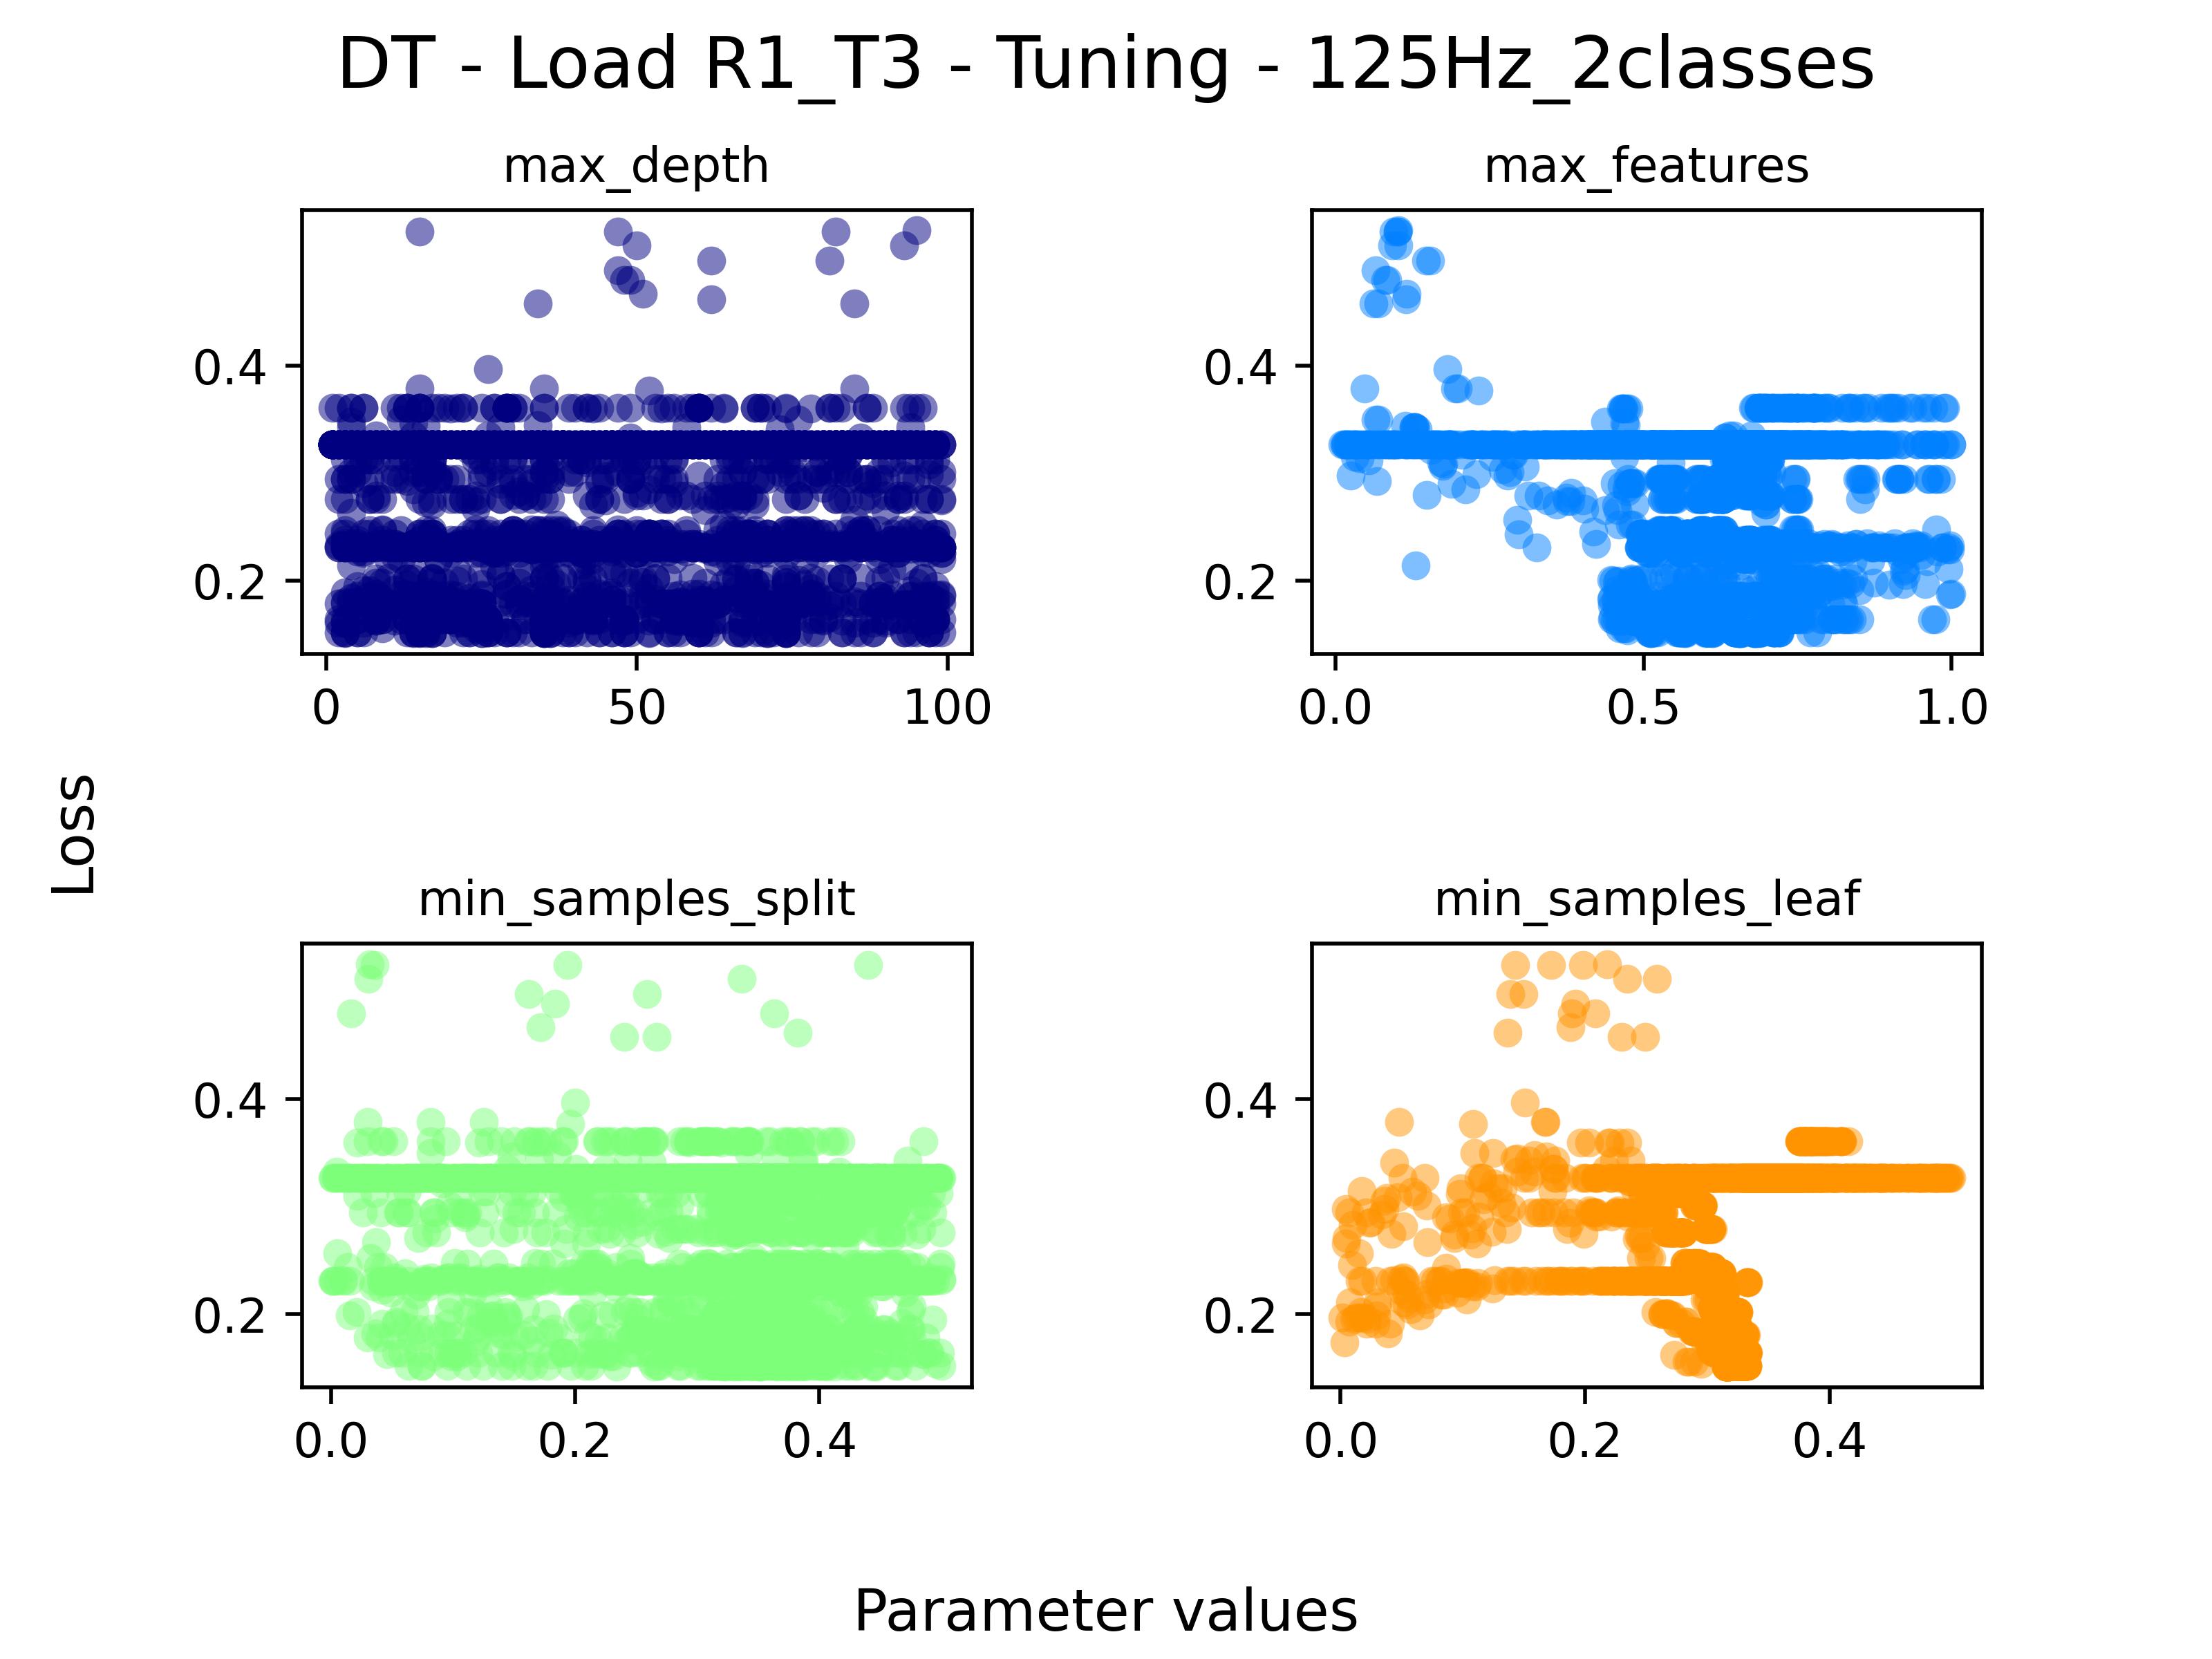 DT - Load R1_T3 - Tuning - 125Hz_2classes
max_depth
max_features
0.4
0.2
0
50
100
0.4
0.2
0.0
0.5
1.0
Loss
min_samples_split
min_samples_leaf
0.4
0.2
0.0
0.2
0.4
0.4
0.2
0.0
0.2
0.4
Parameter values